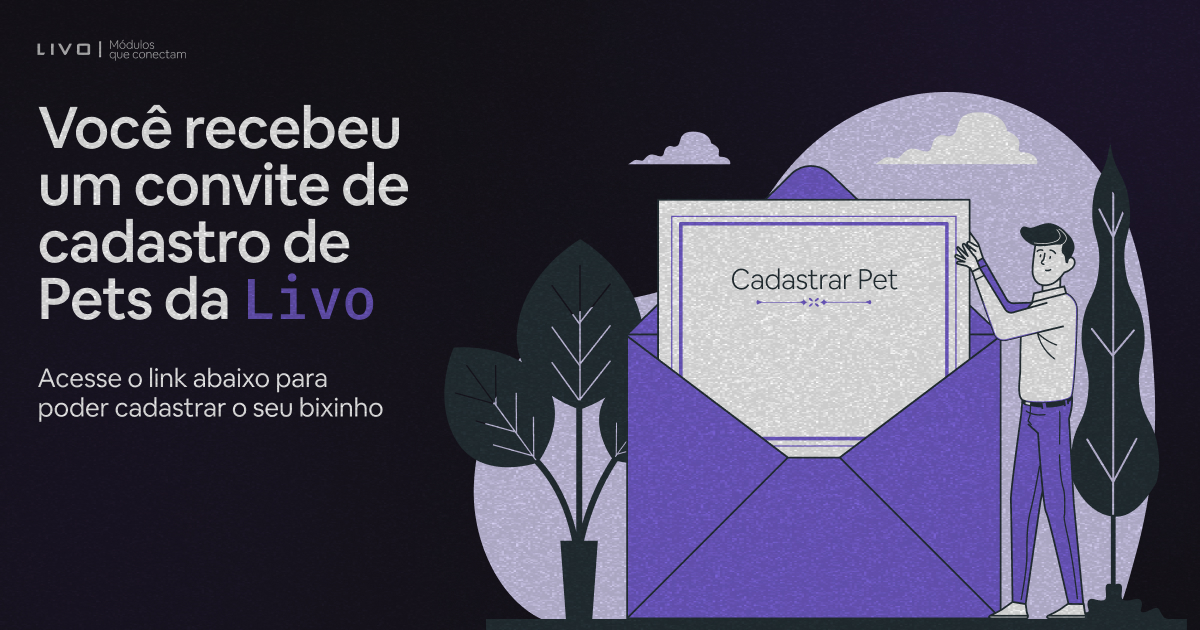 LIVO | Módulos
que conectam
Você recebeu
um convite de
cadastro de
Pets da Livo
Acesse o link abaixo para
poder cadastrar o seu bixinho
Cadastrar Pet